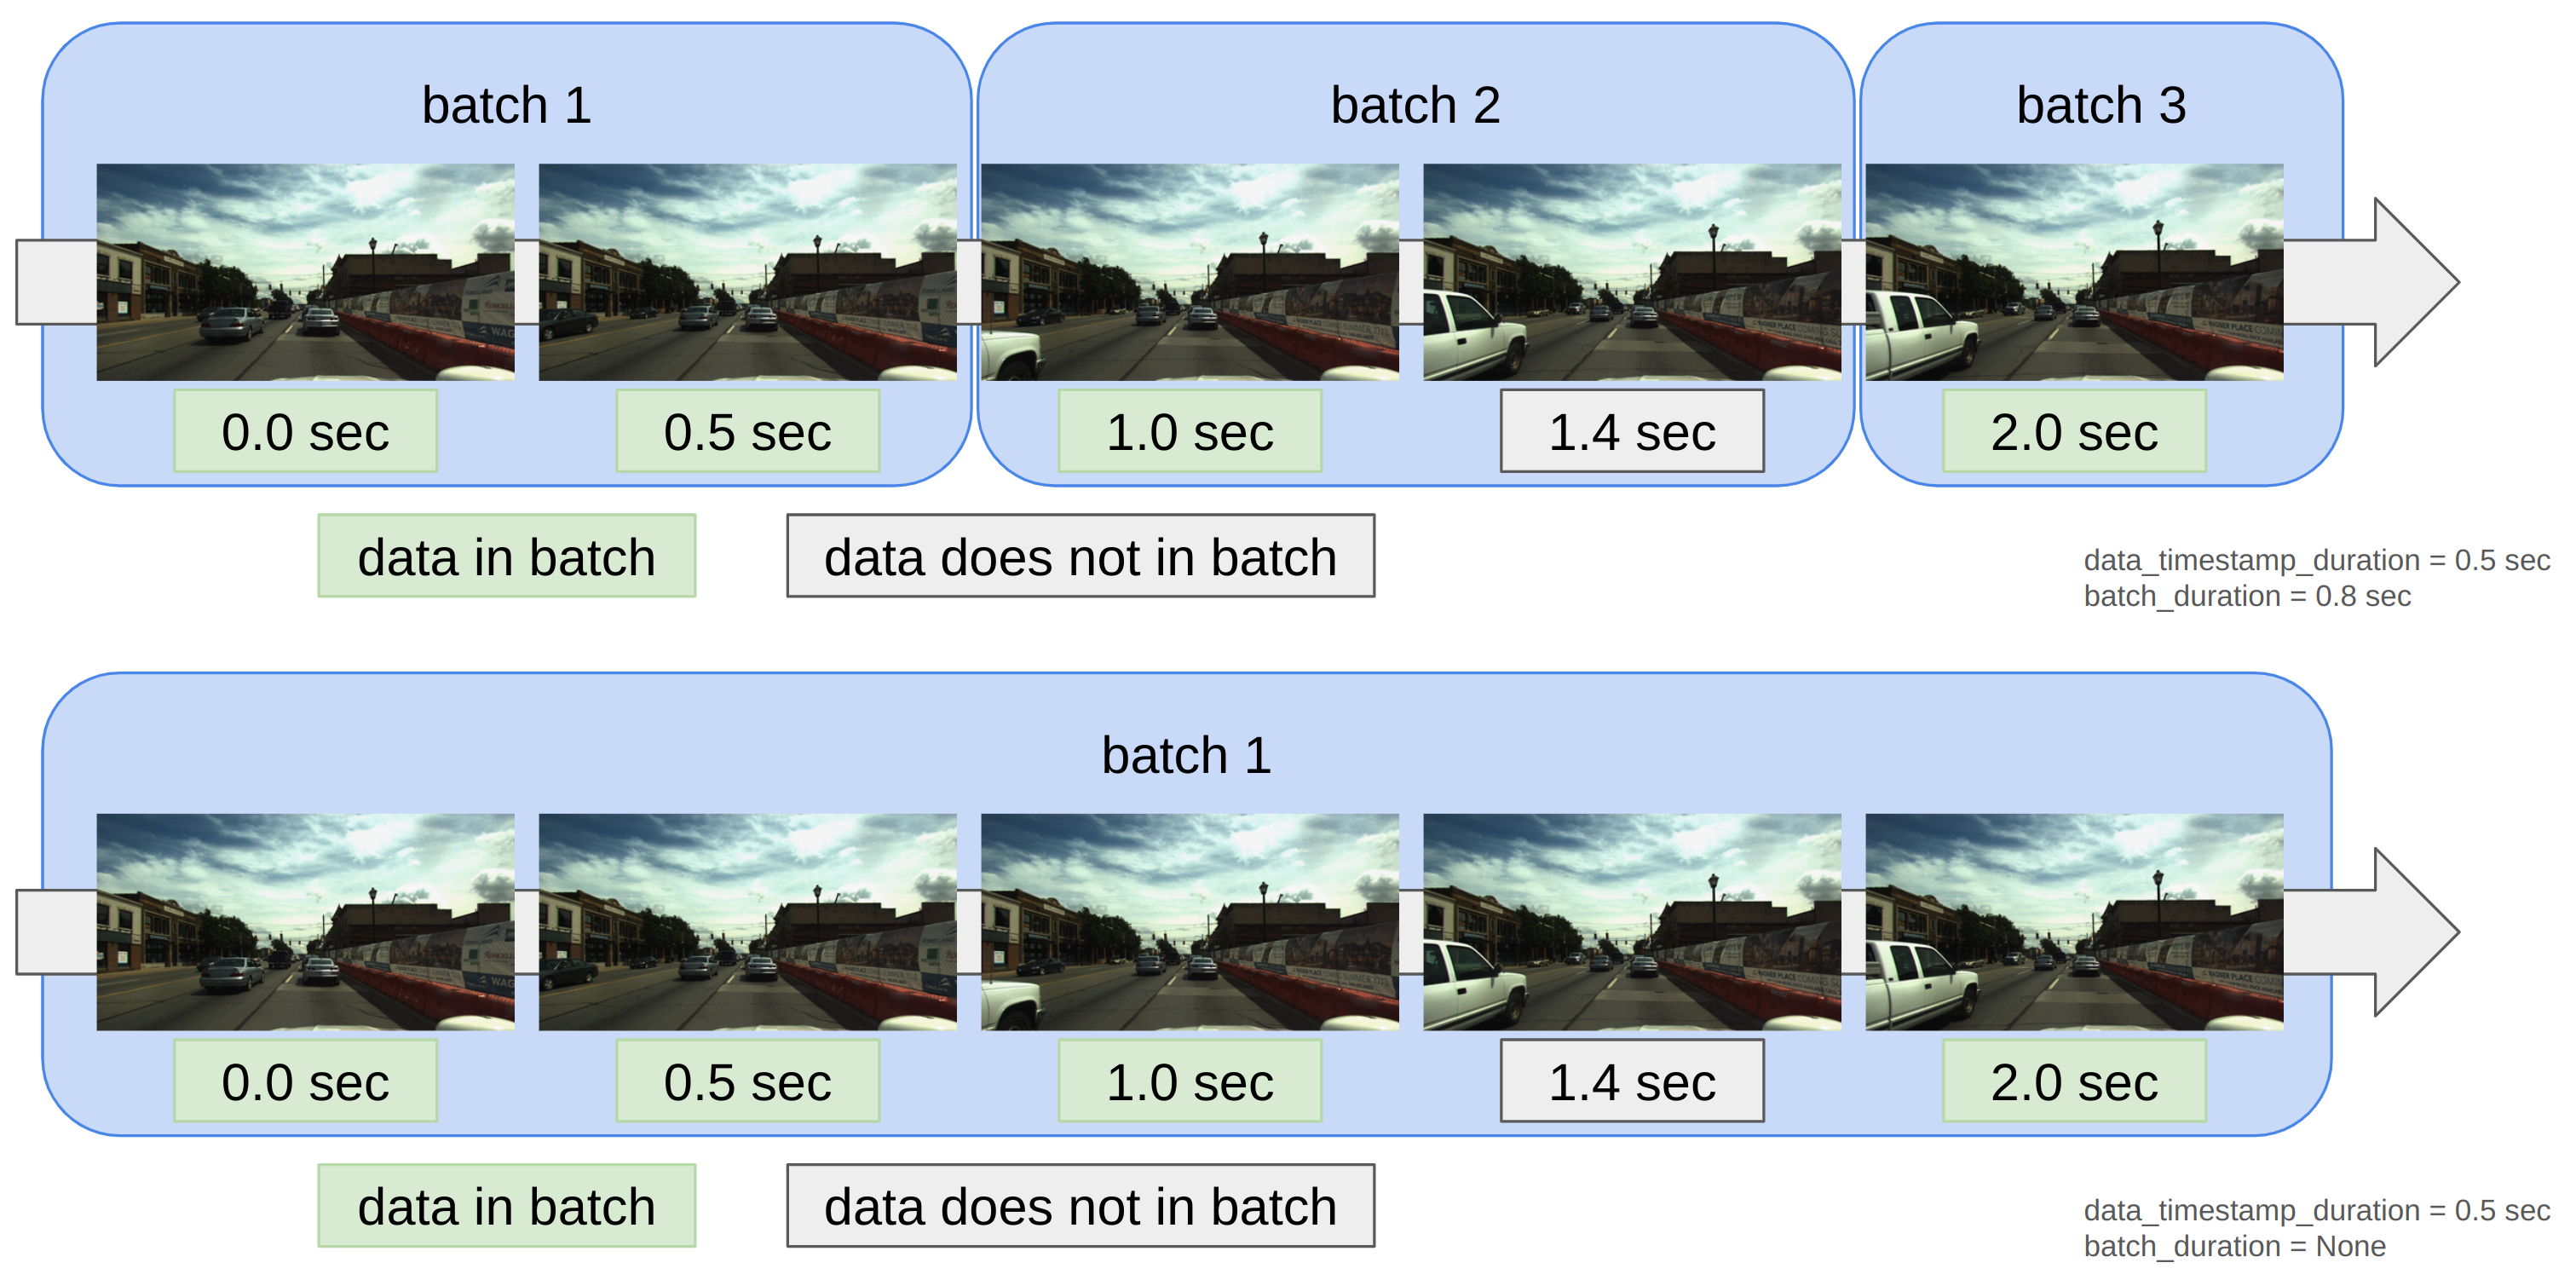 batch 1
batch 2
batch 3
0.0 sec
0.5 sec
1.0 sec
1.4 sec
2.0 sec
data in batch
data does not in batch
data_timestamp_duration = 0.5 sec
batch_duration = 0.8 sec
batch 1
0.0 sec
0.5 sec
1.0 sec
1.4 sec
2.0 sec
data in batch
data does not in batch
data_timestamp_duration = 0.5 sec
batch_duration = None